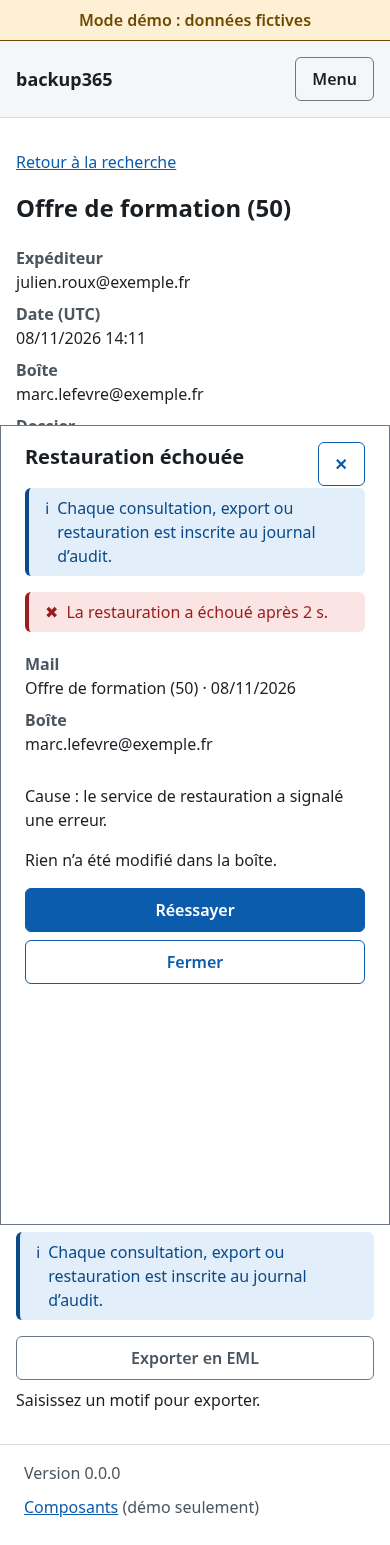 Mode démo : données fictives
backup365
Menu
Retour à la recherche
Offre de formation (50)
Expéditeur
julien.roux@exemple.fr
Date (UTC)
08/11/2026 14:11
Boîte
marc.lefevre@exemple.fr
Dossier
Restauration échouée
×
i Chaque consultation, export ou
restauration est inscrite au journal
d’audit.
✖ La restauration a échoué après 2 s.
Mail
Offre de formation (50) · 08/11/2026
Boîte
marc.lefevre@exemple.fr
Cause : le service de restauration a signalé
une erreur.
Rien n’a été modifié dans la boîte.
Réessayer
Fermer
i Chaque consultation, export ou
restauration est inscrite au journal
d’audit.
Exporter en EML
Saisissez un motif pour exporter.
Version 0.0.0
Composants (démo seulement)